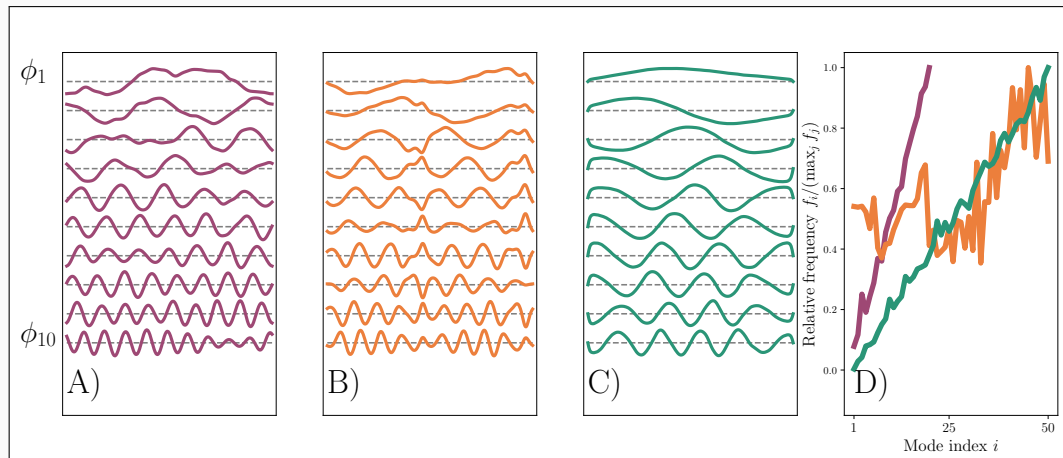 ϕ1
ϕ10
A)
B)
C)
D)
Relative frequency fi/(maxj fj)
1.0
0.8
0.6
0.4
0.2
0.0
1 25 50
Mode index i